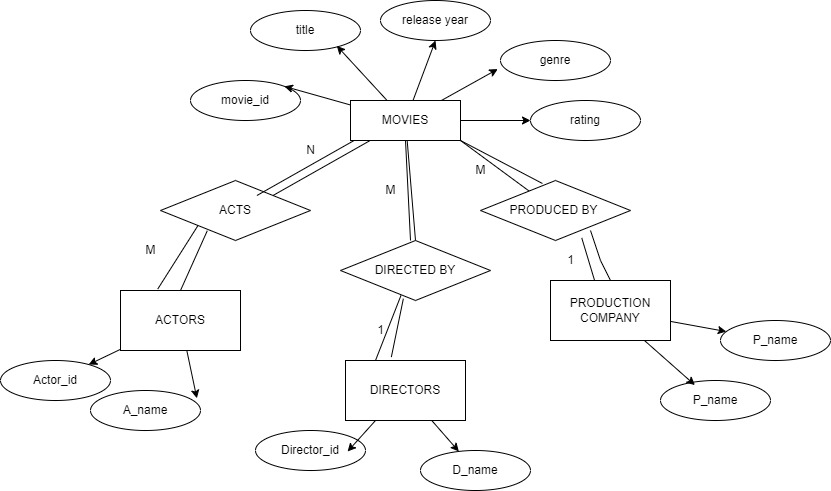 release year
title
genre
movie_id
MOVIES
rating
N
M
M
ACTS
PRODUCED BY
M
1
DIRECTED BY
PRODUCTION
COMPANY
ACTORS
1
P_name
Actor_id
DIRECTORS
A_name
P_name
Director_id
D_name